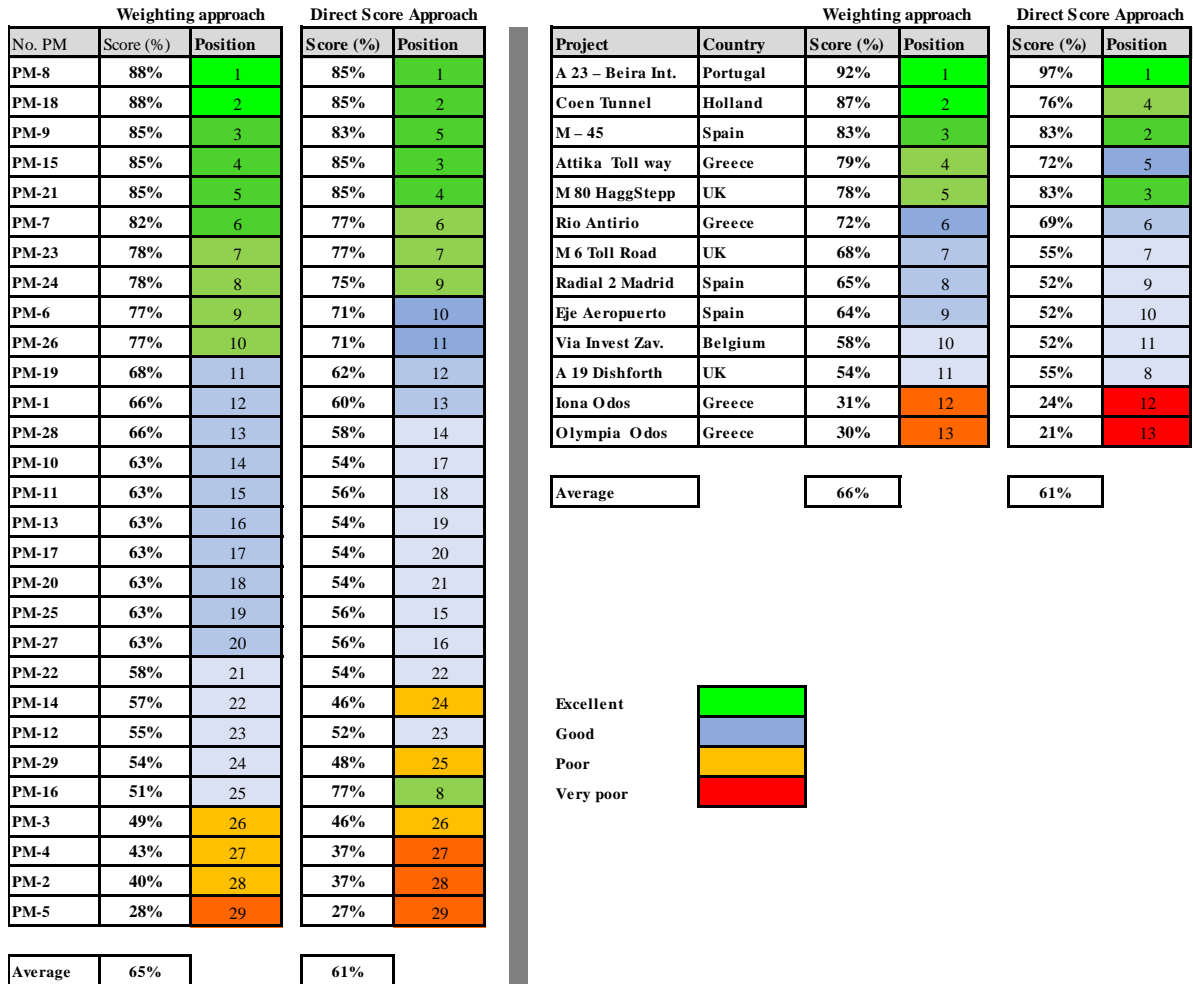 Weighting approach Direct Score Approach
No. PM Score (%) Position Score (%) Position
PM-8 88% 1 85% 1
PM-18 88% 2 85% 2
PM-9 85% 3 83% 5
PM-15 85% 4 85% 3
PM-21 85% 5 85% 4
PM-7 82% 6 77% 6
PM-23 78% 7 77% 7
PM-24 78% 8 75% 9
PM-6 77% 9 71% 10
PM-26 77% 10 71% 11
PM-19 68% 11 62% 12
PM-1 66% 12 60% 13
PM-28 66% 13 58% 14
PM-10 63% 14 54% 17
PM-11 63% 15 56% 18
PM-13 63% 16 54% 19
PM-17 63% 17 54% 20
PM-20 63% 18 54% 21
PM-25 63% 19 56% 15
PM-27 63% 20 56% 16
PM-22 58% 21 54% 22
PM-14 57% 22 46% 24
PM-12 55% 23 52% 23
PM-29 54% 24 48% 25
PM-16 51% 25 77% 8
PM-3 49% 26 46% 26
PM-4 43% 27 37% 27
PM-2 40% 28 37% 28
PM-5 28% 29 27% 29
Average 65% 61%
Weighting approach Direct Score Approach
Project Country Score (%) Position Score (%) Position
A 23 – Beira Int. Portugal 92% 1 97% 1
Coen Tunnel Holland 87% 2 76% 4
M – 45 Spain 83% 3 83% 2
Attika Toll way Greece 79% 4 72% 5
M 80 HaggStepp UK 78% 5 83% 3
Rio Antirio Greece 72% 6 69% 6
M 6 Toll Road UK 68% 7 55% 7
Radial 2 Madrid Spain 65% 8 52% 9
Eje Aeropuerto Spain 64% 9 52% 10
Via Invest Zav. Belgium 58% 10 52% 11
A 19 Dishforth UK 54% 11 55% 8
Iona Odos Greece 31% 12 24% 12
Olympia Odos Greece 30% 13 21% 13
Average 66% 61%
Excellent
Good
Poor
Very poor